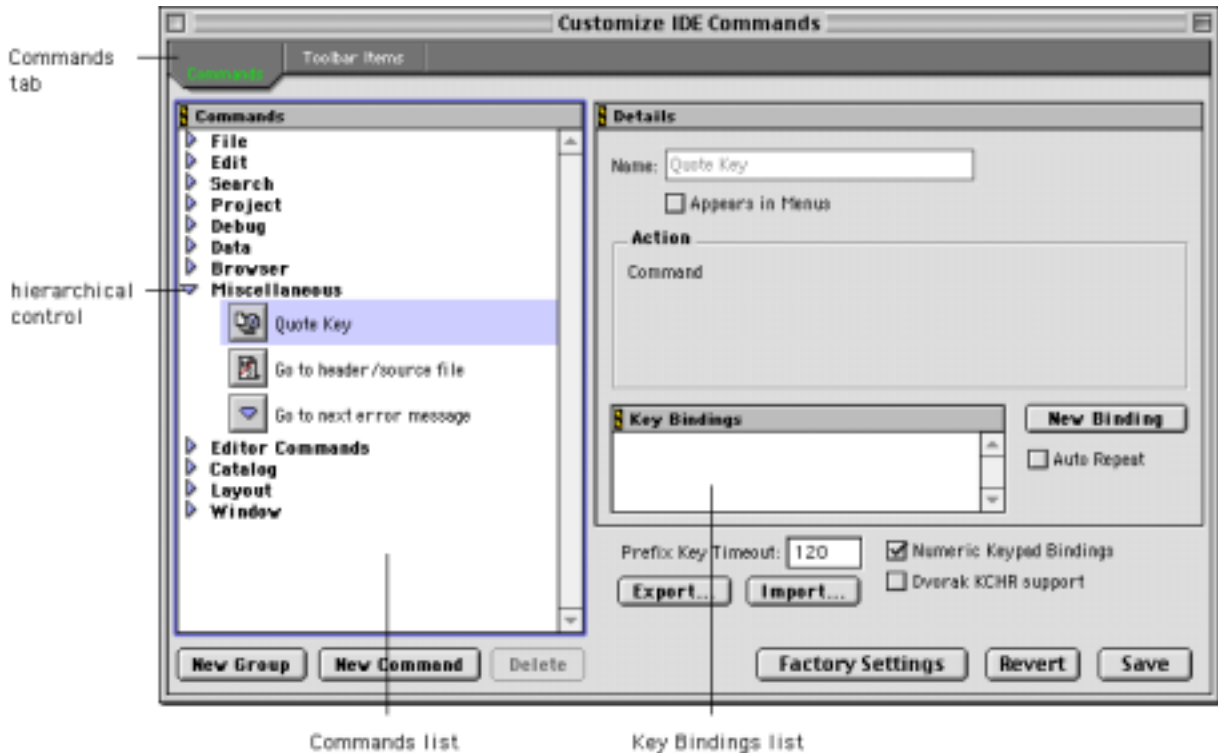 Customize IDE Commands
Commands tab
Commands
Toolbar Items
Commands
File
Edit
Search
Project
Debug
Data
Browser
hierarchical control
Miscellaneous
Quote Key
Go to header/source file
Go to next error message
Editor Commands
Catalog
Layout
Window
Details
Name: Quote Key
Appears in Menus
Action
Command
Key Bindings
New Binding
Auto Repeat
Prefix Key Timeout: 120
Numeric Keypad Bindings
Export...
Import...
Dvorak KCHR support
New Group
New Command
Delete
Factory Settings
Revert
Save
Commands list
Key Bindings list